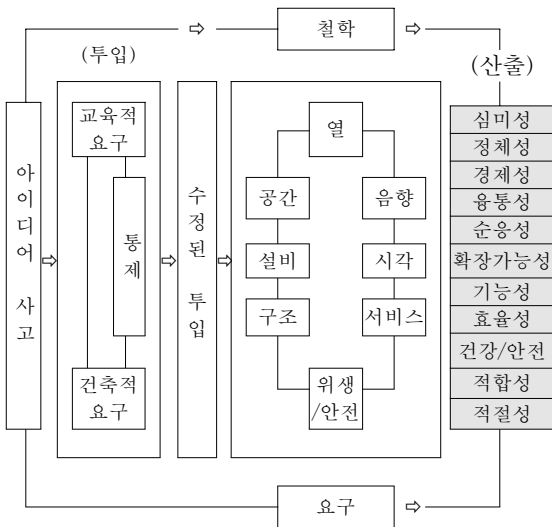 철학
(투입)
(산출)
아이디어 사고
교육적
요구
통제
건축적
요구
수정된 투입
열
공간
음향
설비
시각
구조
서비스
위생
/안전
심미성
정체성
경제성
융통성
순응성
확장가능성
기능성
효율성
건강/안전
적합성
적절성
요구